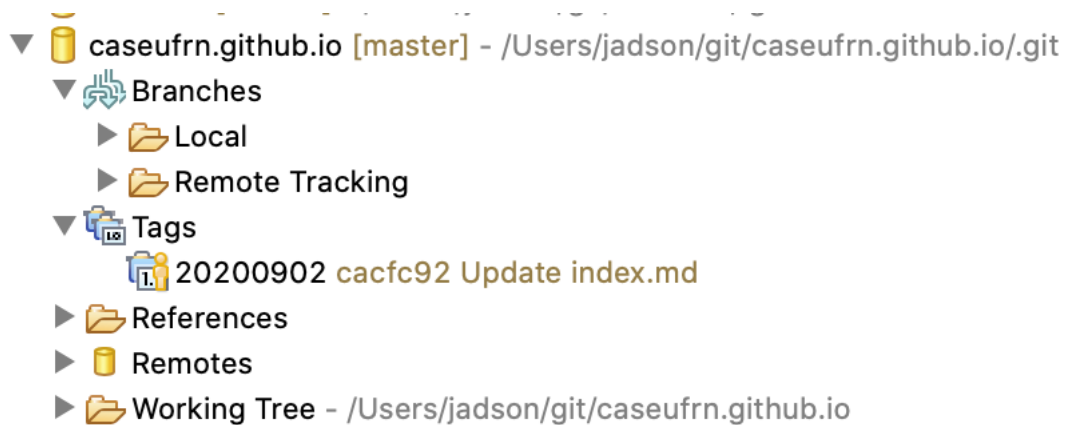 caseufrn.github.io [master] - /Users/jadson/git/caseufrn.github.io/.git
Branches
Local
Remote Tracking
Tags
20200902 cacfc92 Update index.md
References
Remotes
Working Tree - /Users/jadson/git/caseufrn.github.io